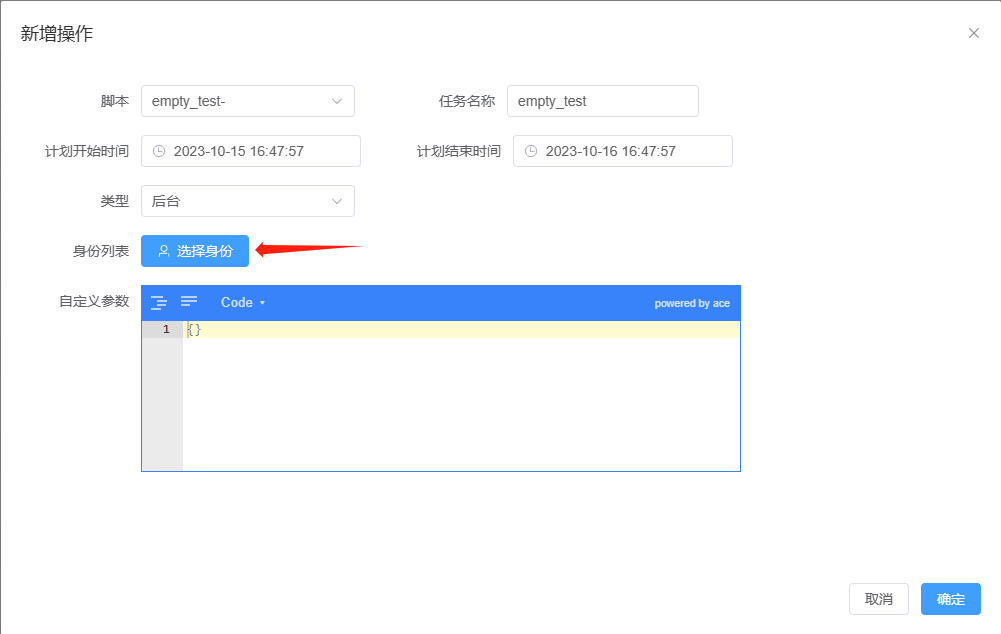 新增操作
脚本 empty_test- 任务名称 empty_test
计划开始时间 2023-10-15 16:47:57 计划结束时间 2023-10-16 16:47:57
类型 后台
身份列表 选择身份
自定义参数 Code powered by ace
1 {}
取消 确定